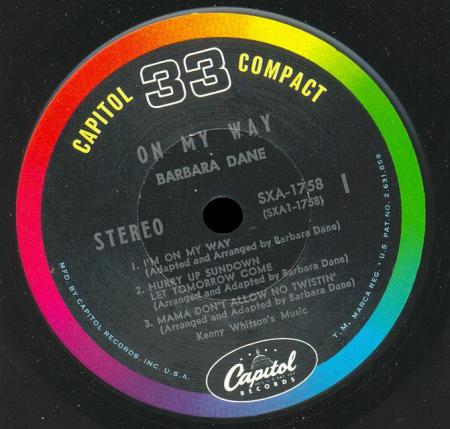 CAPITOL 33 COMPACT
ON MY WAY
BARBARA DANE
SXA-1758 1
(SXA1-1758)
STEREO
1. I'M ON MY WAY
(Adapted and Arranged by Barbara Dane)
2. HURRY UP SUNDOWN
LET TOMORROW COME
(Arranged and Adapted by Barbara Dane)
3. MAMA DON'T ALLOW NO TWISTIN'
(Arranged and Adapted by Barbara Dane)
Kenny Whitson's Music
MFD. BY CAPITOL RECORDS, INC. U.S.A.
T.M. MARCA REG. • U.S. PAT. NO. 2,631,859
Capitol
RECORDS